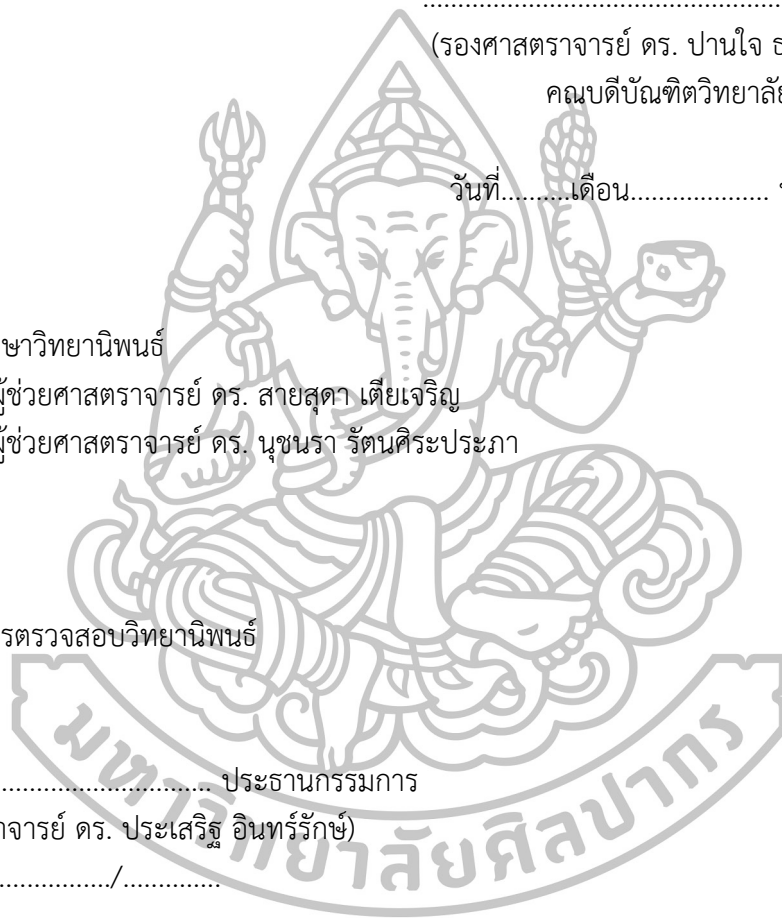 ................................................
(รองศาสตราจารย์ ดร. ปานใจ
คณบดีบัณฑิตวิทยาลัย
วันที่..........เดือน....................
ษาวิทยานิพนธ์
ผู้ช่วยศาสตราจารย์ ดร. สายสุดา เตียเจริญ
ผู้ช่วยศาสตราจารย์ ดร. นุชนรา รัตนศิระประภา
รตรวจสอบวิทยานิพนธ์
.............................. ประธานกรรมการ
าจารย์ ดร. ประเสริฐ อินทร์รักษ์)
................/..............
มหาวิทยาลัยศิลปากร